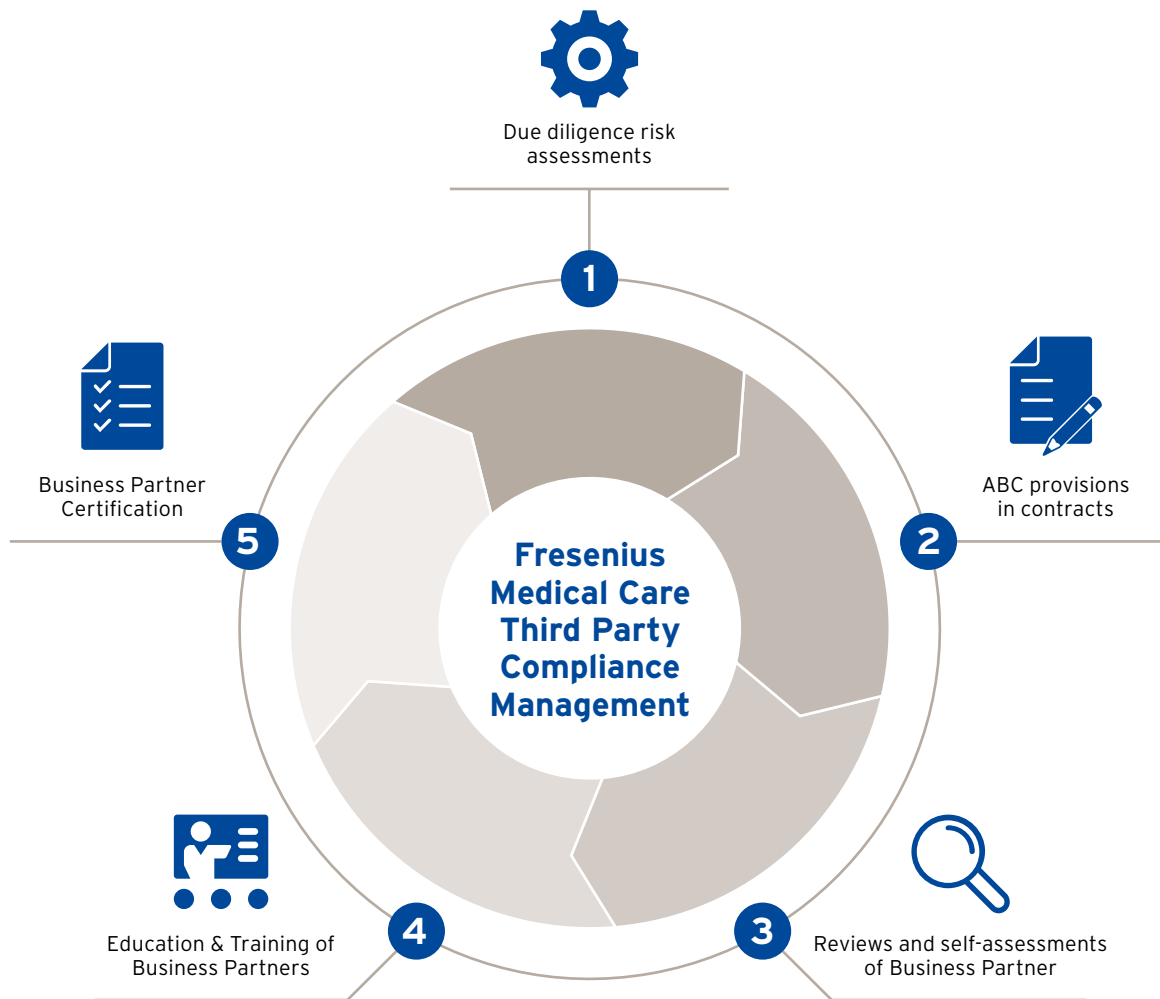 Due diligence risk
assessments
1
ABC provisions
in contracts
2
Reviews and self-assessments
of Business Partner
3
Education & Training of
Business Partners
4
Business Partner
Certification
5
Fresenius
Medical Care
Third Party
Compliance
Management